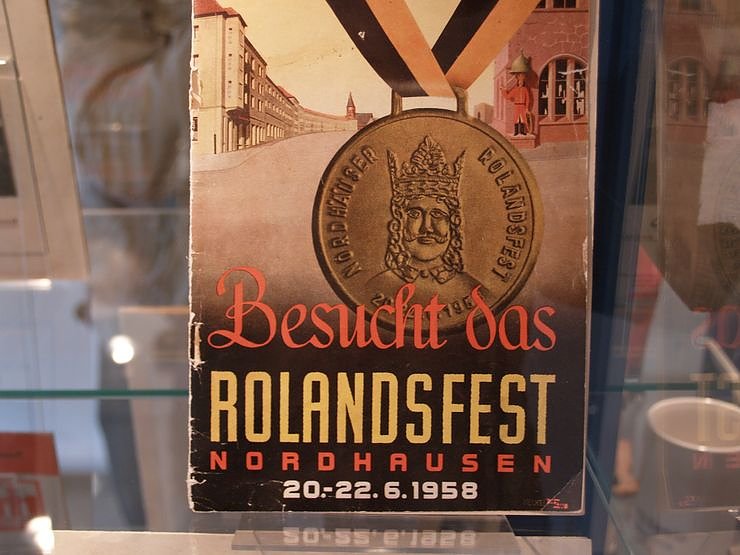 NORDHÄUSER ROLANDSFEST
Besucht das
ROLANDSFEST
NORDHAUSEN
20.-22.6.1958